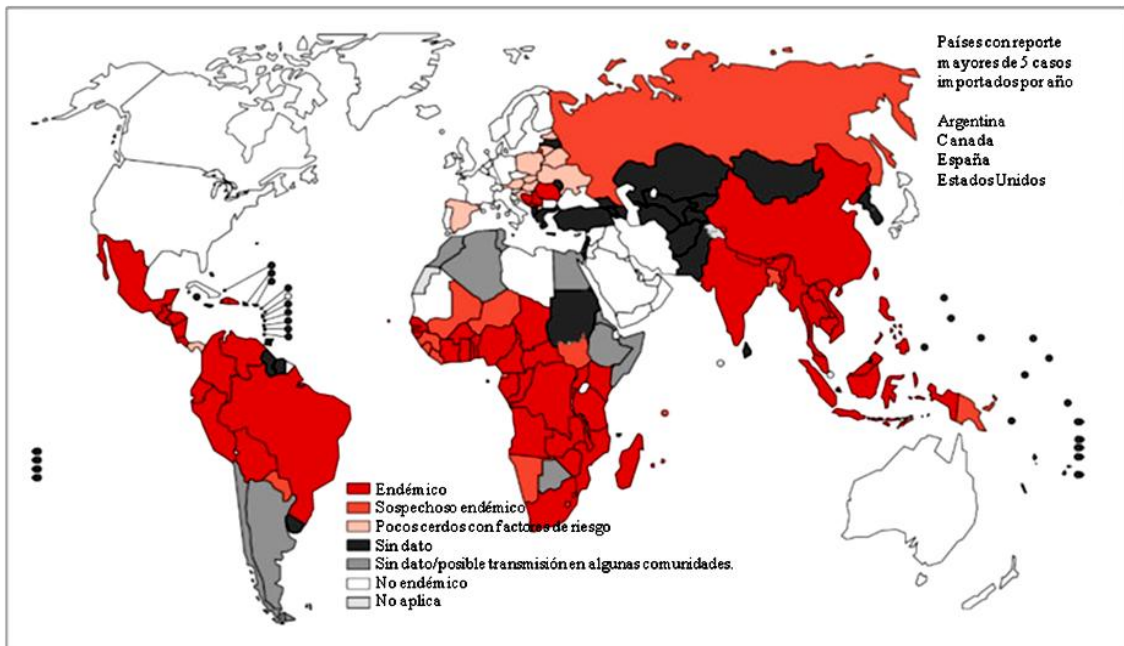 Países con reporte
mayores de 5 casos
importados por año
Argentina
Canada
España
Estados Unidos
Endémico
Sospechoso endémico
Pocos cerdos con factores de riesgo
Sin dato
Sin dato/posible transmisión en algunas comunidades.
No endémico
No aplica